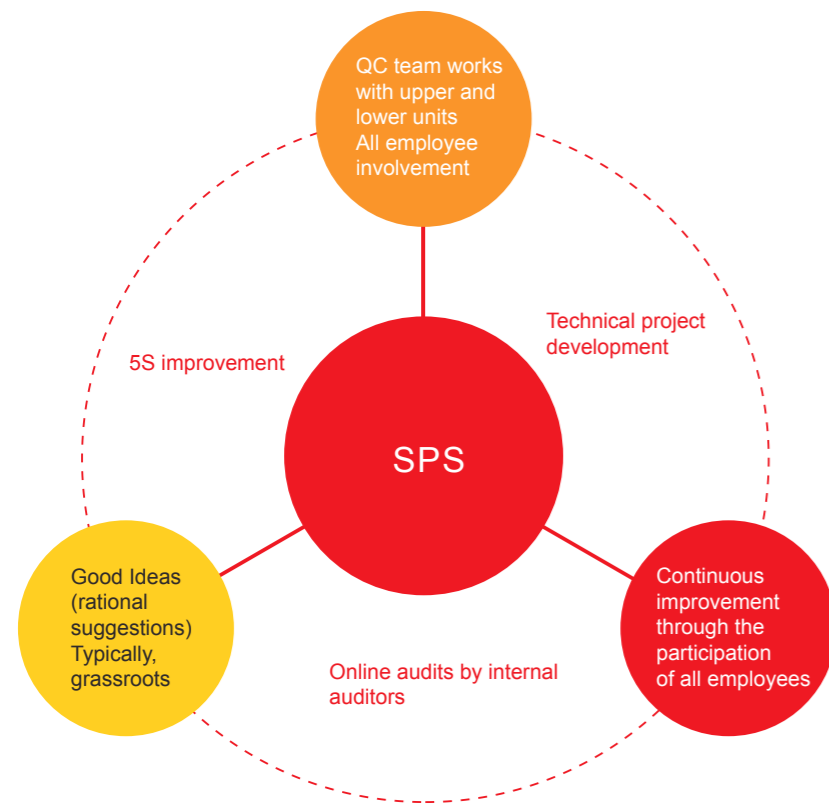 QC team works
with upper and
lower units
All employee
involvement
Technical project
development
5S improvement
SPS
Good Ideas
(rational
suggestions)
Typically,
grassroots
Continuous
improvement
through the
participation
of all employees
Online audits by internal
auditors